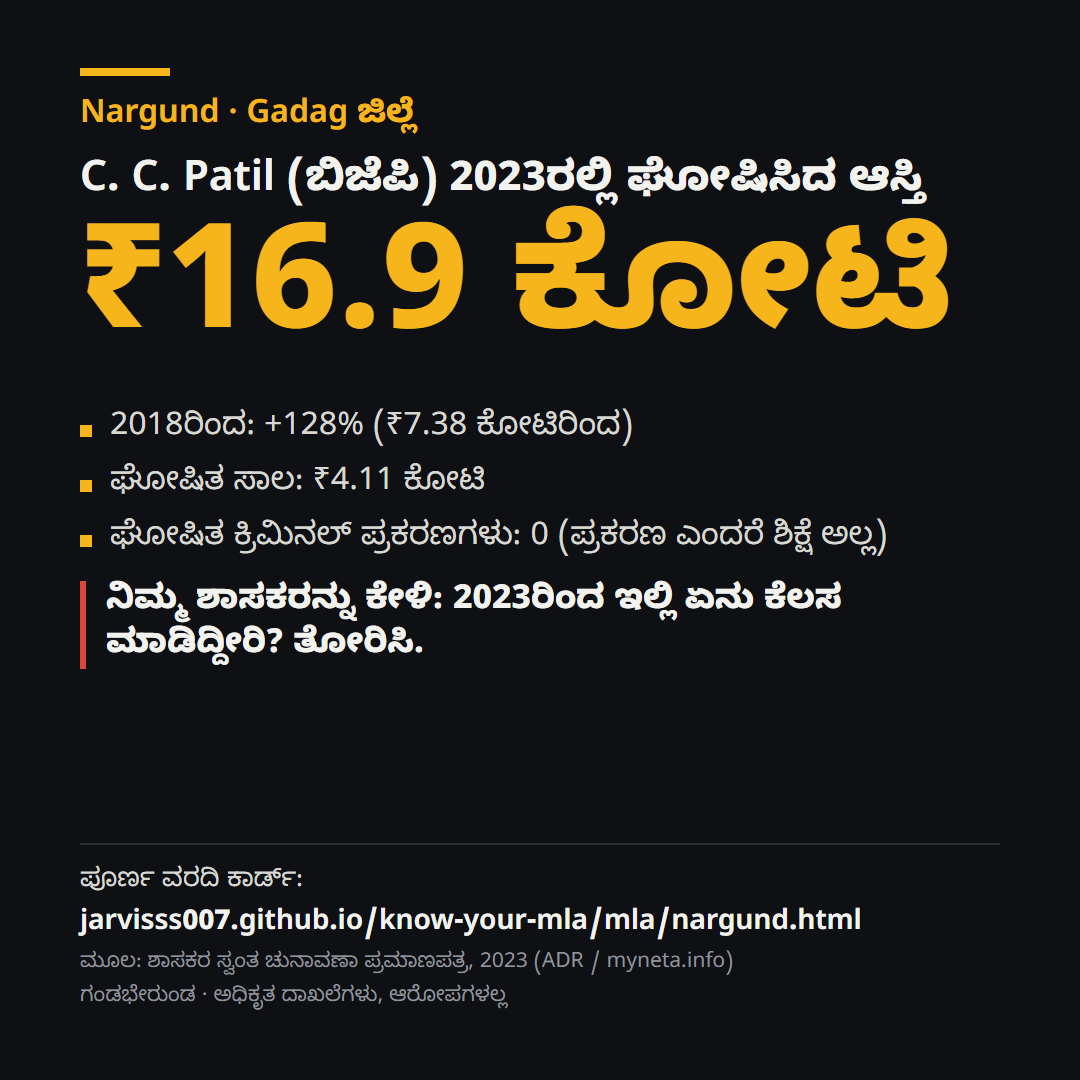 Nargund · Gadag ಜಿಲ್ಲೆ
C. C. Patil (ಬಿಜೆಪಿ) 2023ರಲ್ಲಿ ಘೋಷಿಸಿದ ಆಸ್ತಿ
₹16.9 ಕೋಟಿ
2018ರಿಂದ: +128% (₹7.38 ಕೋಟಿರಿಂದ)
ಘೋಷಿತ ಸಾಲ: ₹4.11 ಕೋಟಿ
ಘೋಷಿತ ಕ್ರಿಮಿನಲ್ ಪ್ರಕರಣಗಳು: 0 (ಪ್ರಕರಣ ಎಂದರೆ ಶಿಕ್ಷೆ ಅಲ್ಲ)
ನಿಮ್ಮ ಶಾಸಕರನ್ನು ಕೇಳಿ: 2023ರಿಂದ ಇಲ್ಲಿ ಏನು ಕೆಲಸ
ಮಾಡಿದ್ದೀರಿ? ತೋರಿಸಿ.
ಪೂರ್ಣ ವರದಿ ಕಾರ್ಡ್:
jarvisss007.github.io/know-your-mla/mla/nargund.html
ಮೂಲ: ಶಾಸಕರ ಸ್ವಂತ ಚುನಾವಣಾ ಪ್ರಮಾಣಪತ್ರ, 2023 (ADR / myneta.info)
ಗಂಡಭೇರುಂಡ · ಅಧಿಕೃತ ದಾಖಲೆಗಳು, ಆರೋಪಗಳಲ್ಲ